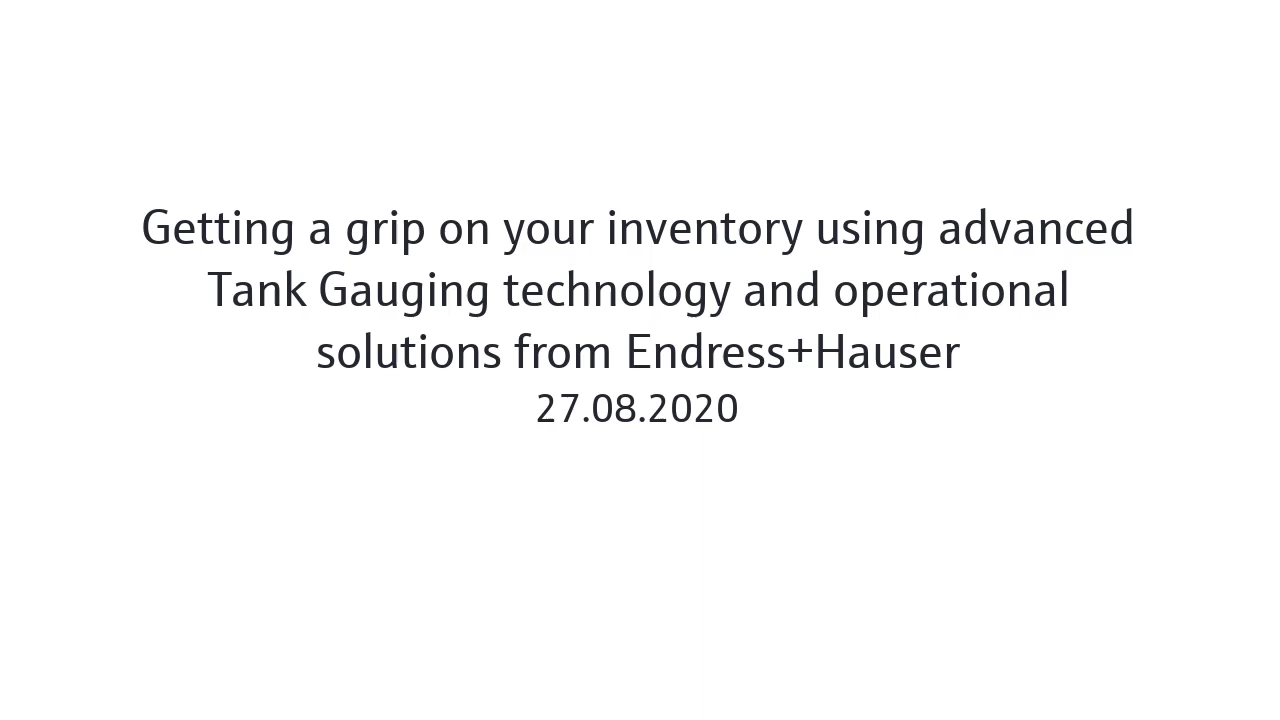 Getting a grip on your inventory using advanced
Tank Gauging technology and operational
solutions from Endress+Hauser
27.08.2020